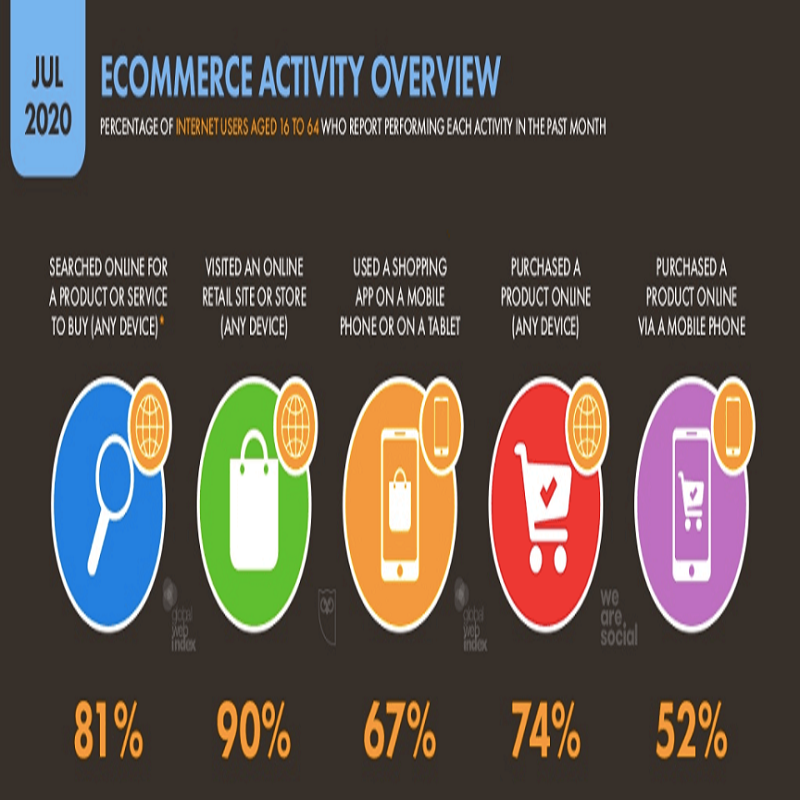 JUL
2020
ECOMMERCE ACTIVITY OVERVIEW
PERCENTAGE OF INTERNET USERS AGED 16 TO 64 WHO REPORT PERFORMING EACH ACTIVITY IN THE PAST MONTH
SEARCHED ONLINE FOR
A PRODUCT OR SERVICE
TO BUY (ANY DEVICE)*
VISITED AN ONLINE
RETAIL SITE OR STORE
(ANY DEVICE)
USED A SHOPPING
APP ON A MOBILE
PHONE OR ON A TABLET
PURCHASED A
PRODUCT ONLINE
(ANY DEVICE)
PURCHASED A
PRODUCT ONLINE
VIA A MOBILE PHONE
global
web
index
global
web
index
we
are
social
81%
90%
67%
74%
52%